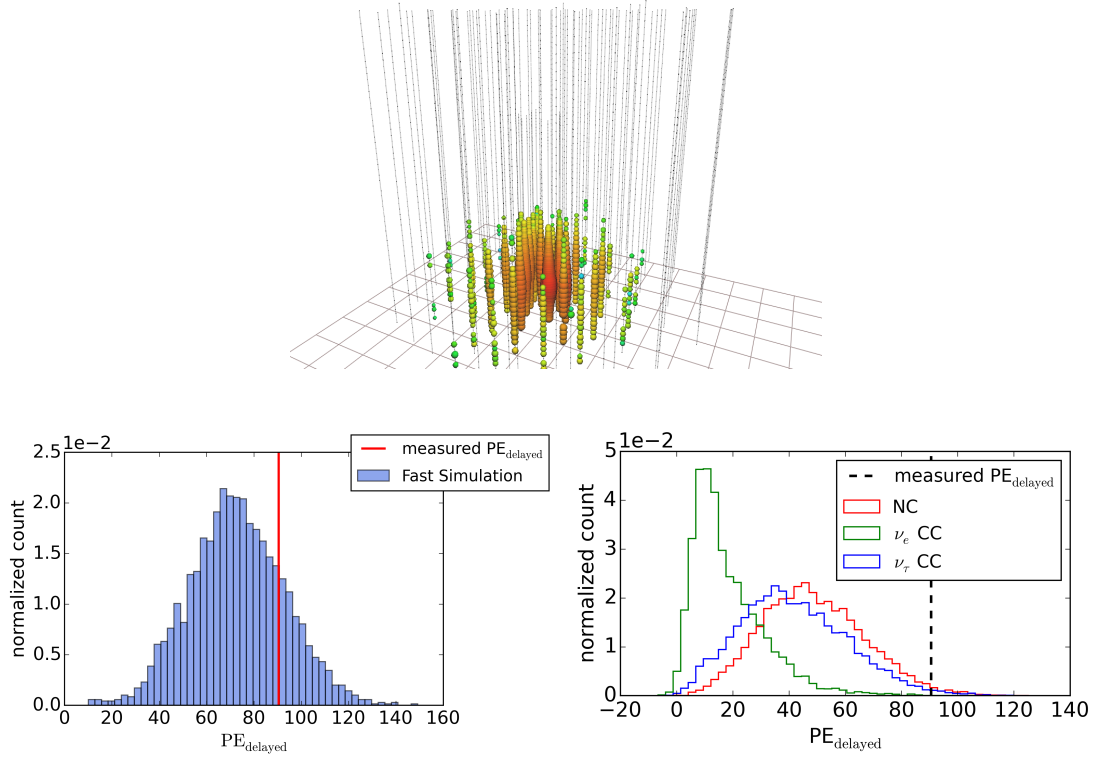 1e-2
2.5
2.0
1.5
1.0
0.5
0.0
normalized count
measured PE_delayed
Fast Simulation
0 20 40 60 80 100 120 140 160
PE_delayed
1e-2
5
4
3
2
1
0
normalized count
measured PE_delayed
NC
ν_e CC
ν_τ CC
−20 0 20 40 60 80 100 120 140
PE_delayed